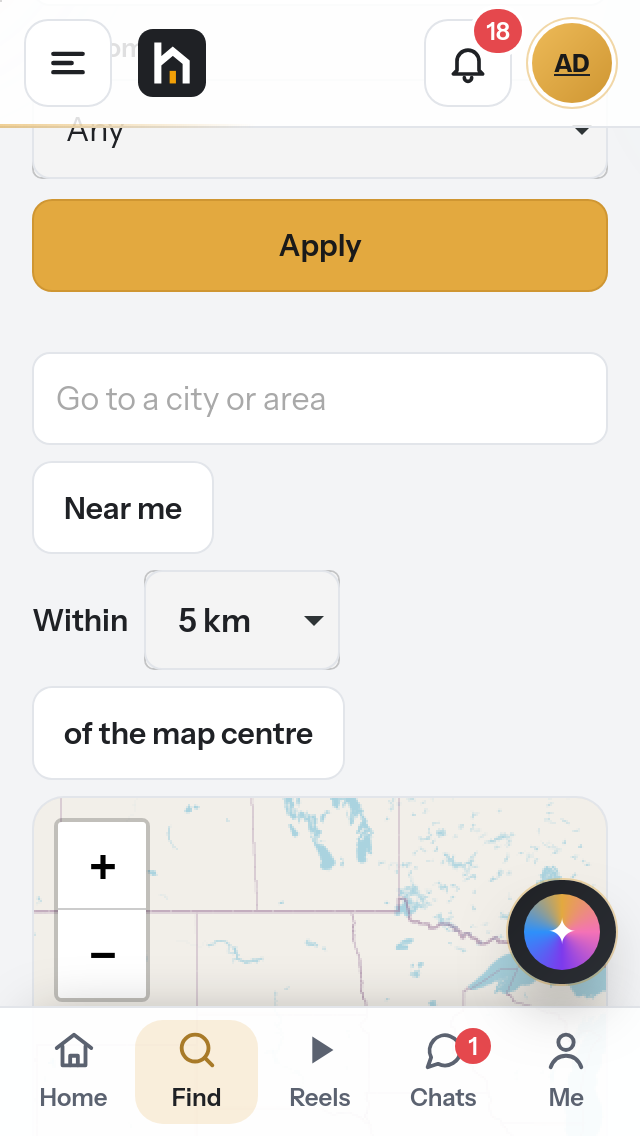 18
AD
Any
Apply
Go to a city or area
Near me
Within
5 km
of the map centre
+
−
1
Home
Find
Reels
Chats
Me